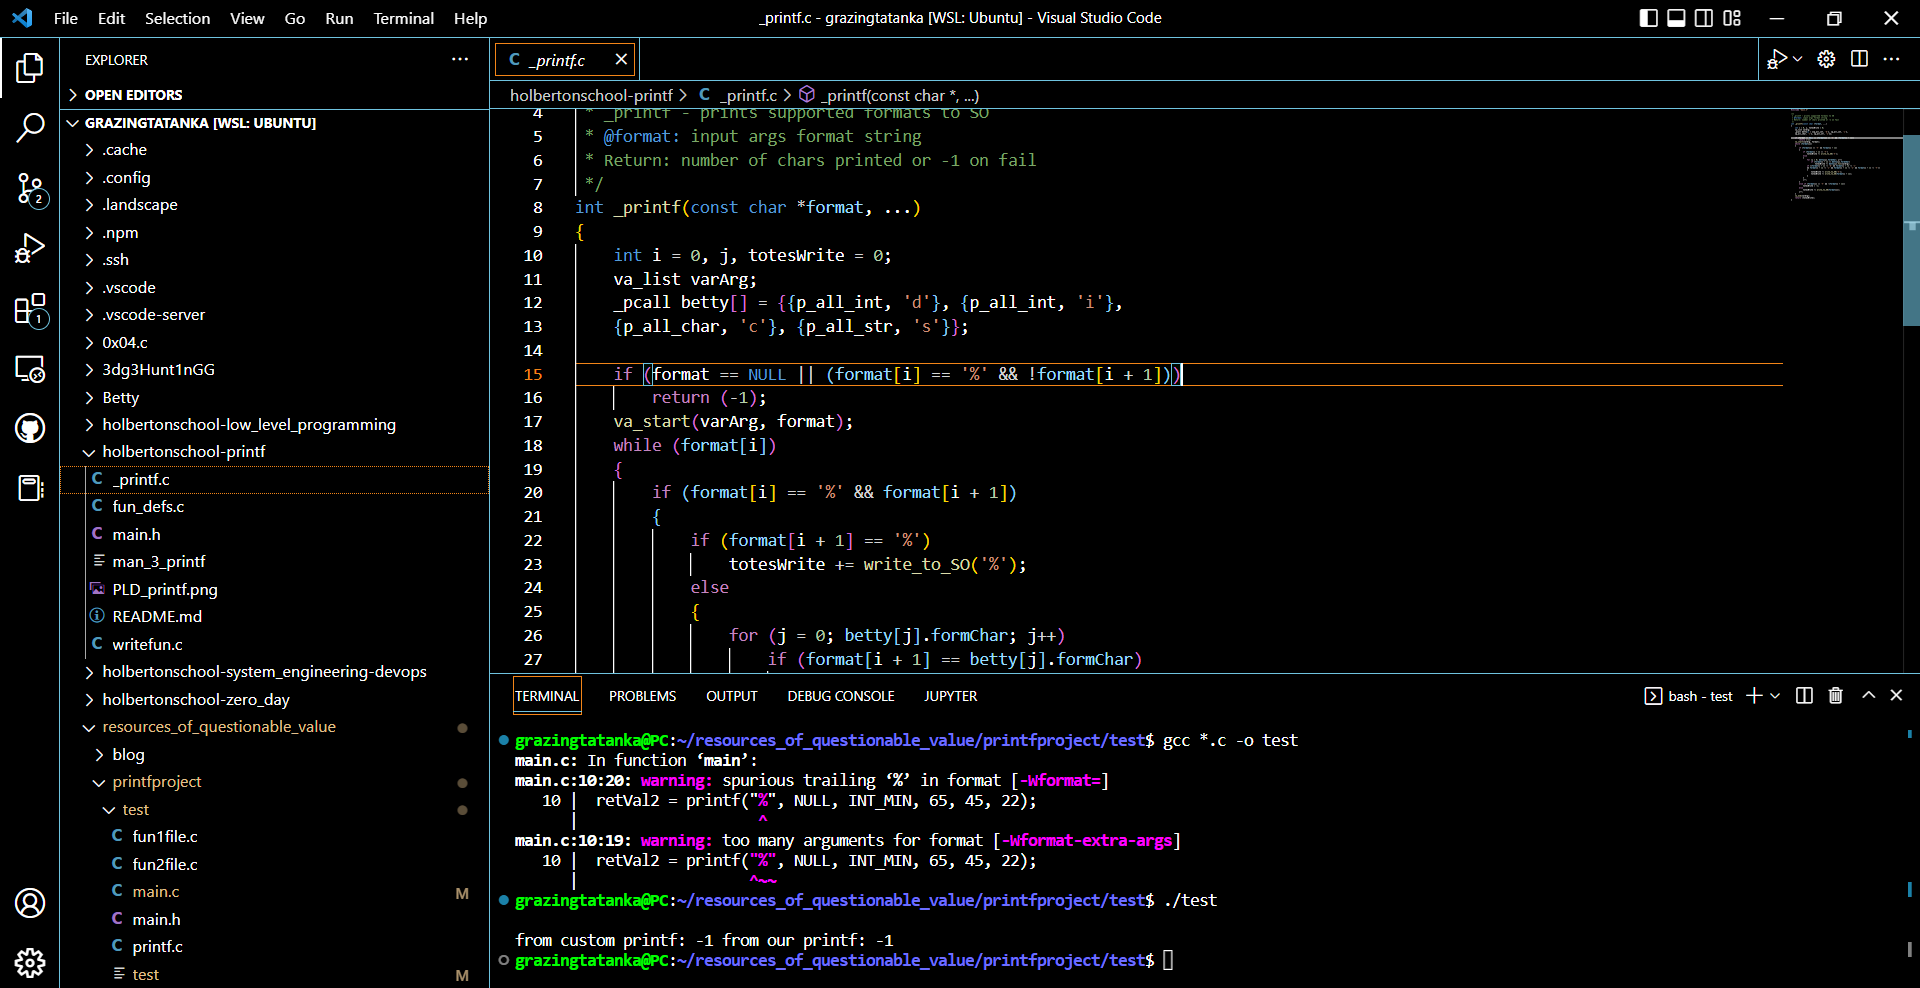 File Edit Selection View Go Run Terminal Help
_printf.c - grazingtatanka [WSL: Ubuntu] - Visual Studio Code
EXPLORER
OPEN EDITORS
GRAZINGTATANKA [WSL: UBUNTU]
.cache
.config
.landscape
.npm
.ssh
.vscode
.vscode-server
0x04.c
3dg3Hunt1nGG
Betty
holbertonschool-low_level_programming
holbertonschool-printf
C _printf.c
C fun_defs.c
C main.h
man_3_printf
PLD_printf.png
README.md
C writefun.c
holbertonschool-system_engineering-devops
holbertonschool-zero_day
resources_of_questionable_value
blog
printfproject
test
C fun1file.c
C fun2file.c
C main.c M
C main.h
C printf.c
test M
2
1
C _printf.c
holbertonschool-printf > C _printf.c > _printf(const char *, ...)
4 * _printf - prints supported formats to SO
5 * @format: input args format string
6 * Return: number of chars printed or -1 on fail
7 */
8 int _printf(const char *format, ...)
9 {
10 int i = 0, j, totesWrite = 0;
11 va_list varArg;
12 _pcall betty[] = {{p_all_int, 'd'}, {p_all_int, 'i'},
13 {p_all_char, 'c'}, {p_all_str, 's'}};
14
15 if (format == NULL || (format[i] == '%' && !format[i + 1]))
16 return (-1);
17 va_start(varArg, format);
18 while (format[i])
19 {
20 if (format[i] == '%' && format[i + 1])
21 {
22 if (format[i + 1] == '%')
23 totesWrite += write_to_SO('%');
24 else
25 {
26 for (j = 0; betty[j].formChar; j++)
27 if (format[i + 1] == betty[j].formChar)
TERMINAL PROBLEMS OUTPUT DEBUG CONSOLE JUPYTER
bash - test
grazingtatanka@PC:~/resources_of_questionable_value/printfproject/test$ gcc *.c -o test
main.c: In function ‘main’:
main.c:10:20: warning: spurious trailing ‘%’ in format [-Wformat=]
10 | retVal2 = printf("%", NULL, INT_MIN, 65, 45, 22);
| ^
main.c:10:19: warning: too many arguments for format [-Wformat-extra-args]
10 | retVal2 = printf("%", NULL, INT_MIN, 65, 45, 22);
| ^~~
grazingtatanka@PC:~/resources_of_questionable_value/printfproject/test$ ./test
from custom printf: -1 from our printf: -1
grazingtatanka@PC:~/resources_of_questionable_value/printfproject/test$